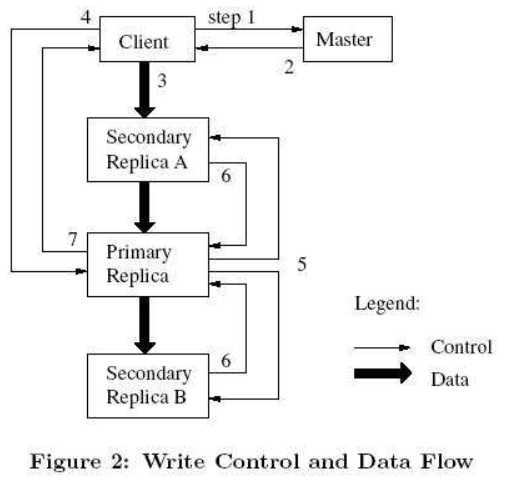 4
step 1
Client
Master
2
3
Secondary
Replica A
6
7
Primary
Replica
5
Legend:
Control
6
Data
Secondary
Replica B
Figure 2: Write Control and Data Flow